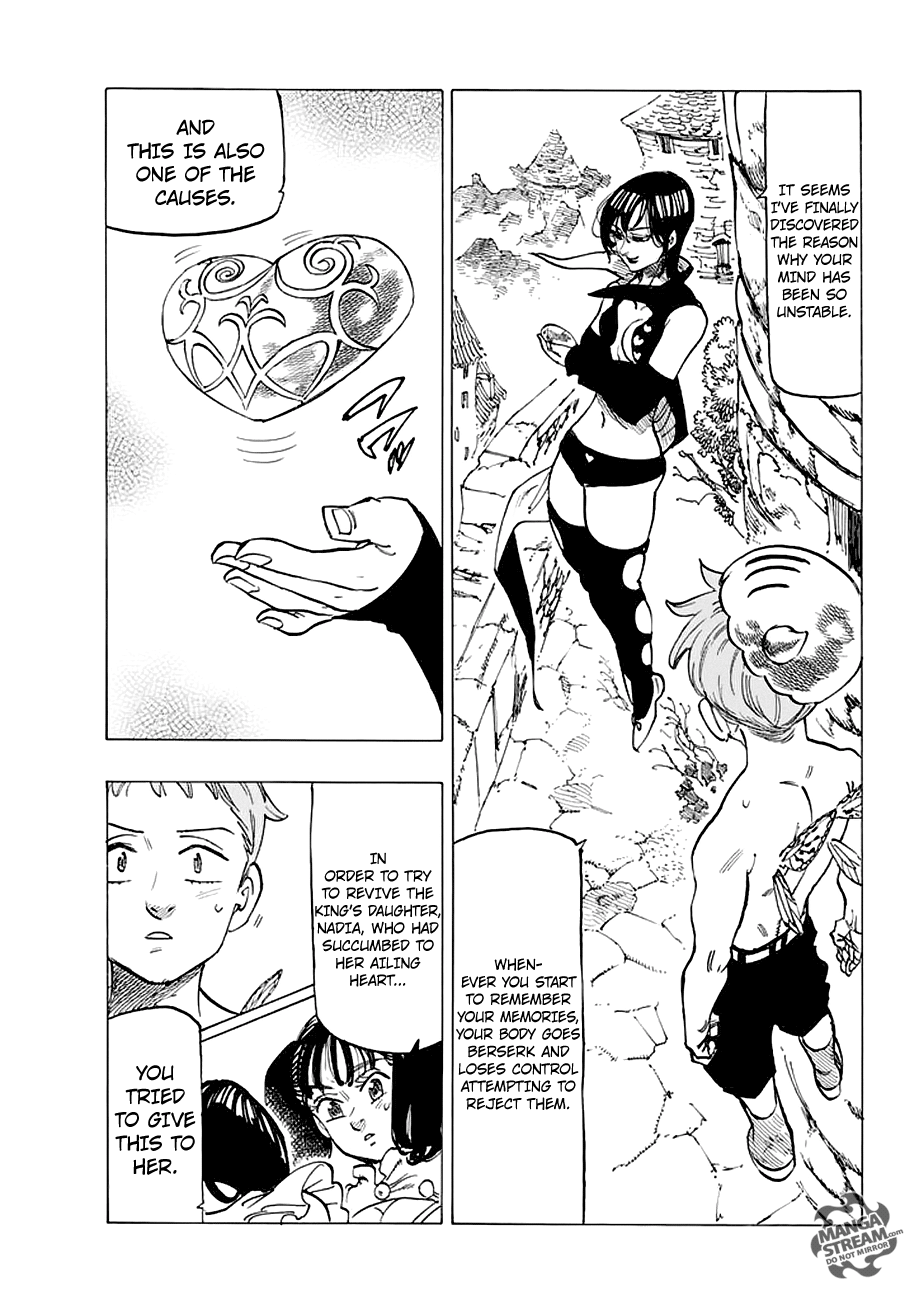 IT SEEMS
I'VE FINALLY
DISCOVERED
THE REASON
WHY YOUR
MIND HAS
BEEN SO
UNSTABLE.
WHEN-
EVER YOU START
TO REMEMBER
YOUR MEMORIES,
YOUR BODY GOES
BERSERK AND
LOSES CONTROL
ATTEMPTING TO
REJECT THEM.
AND
THIS IS ALSO
ONE OF THE
CAUSES.
IN
ORDER TO TRY
TO REVIVE THE
KING'S DAUGHTER,
NADIA, WHO HAD
SUCCUMBED TO
HER AILING
HEART...
YOU
TRIED
TO GIVE
THIS TO
HER.
MANGA
STREAM.com
DO NOT MIRROR